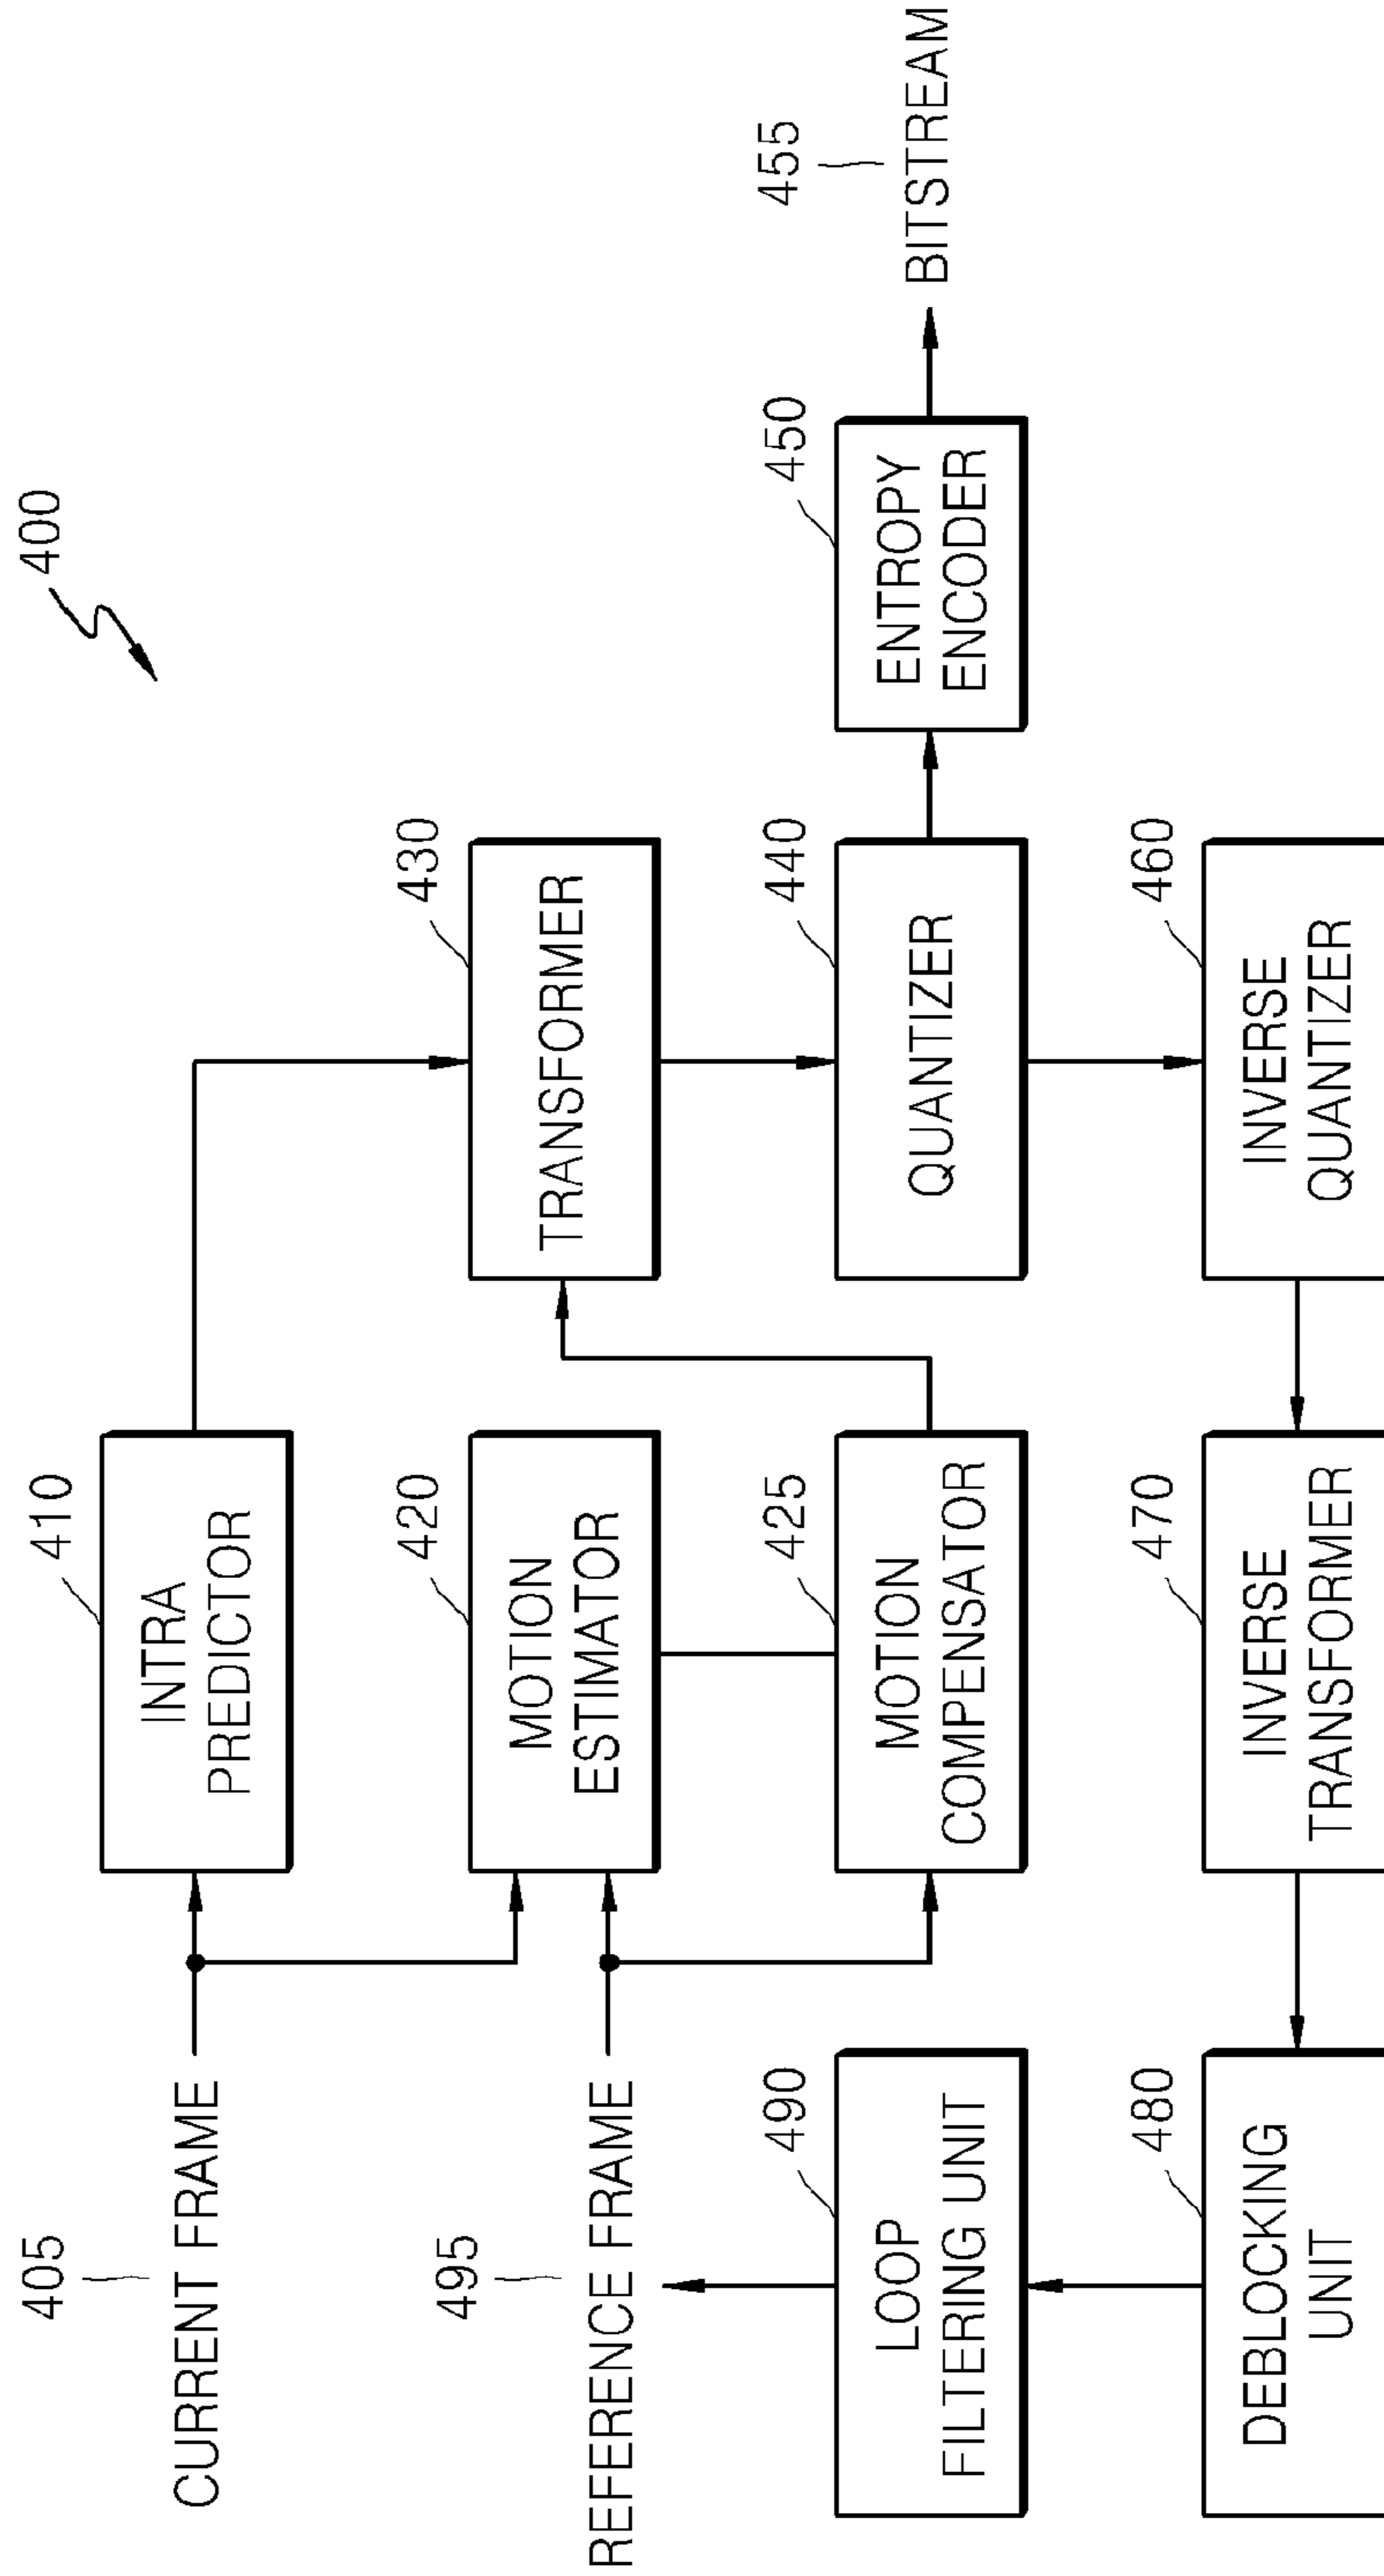 400
405
CURRENT FRAME
410
INTRA
PREDICTOR
495
REFERENCE FRAME
420
MOTION
ESTIMATOR
430
TRANSFORMER
490
LOOP
FILTERING UNIT
425
MOTION
COMPENSATOR
440
QUANTIZER
450
ENTROPY
ENCODER
455
BITSTREAM
480
DEBLOCKING
UNIT
470
INVERSE
TRANSFORMER
460
INVERSE
QUANTIZER